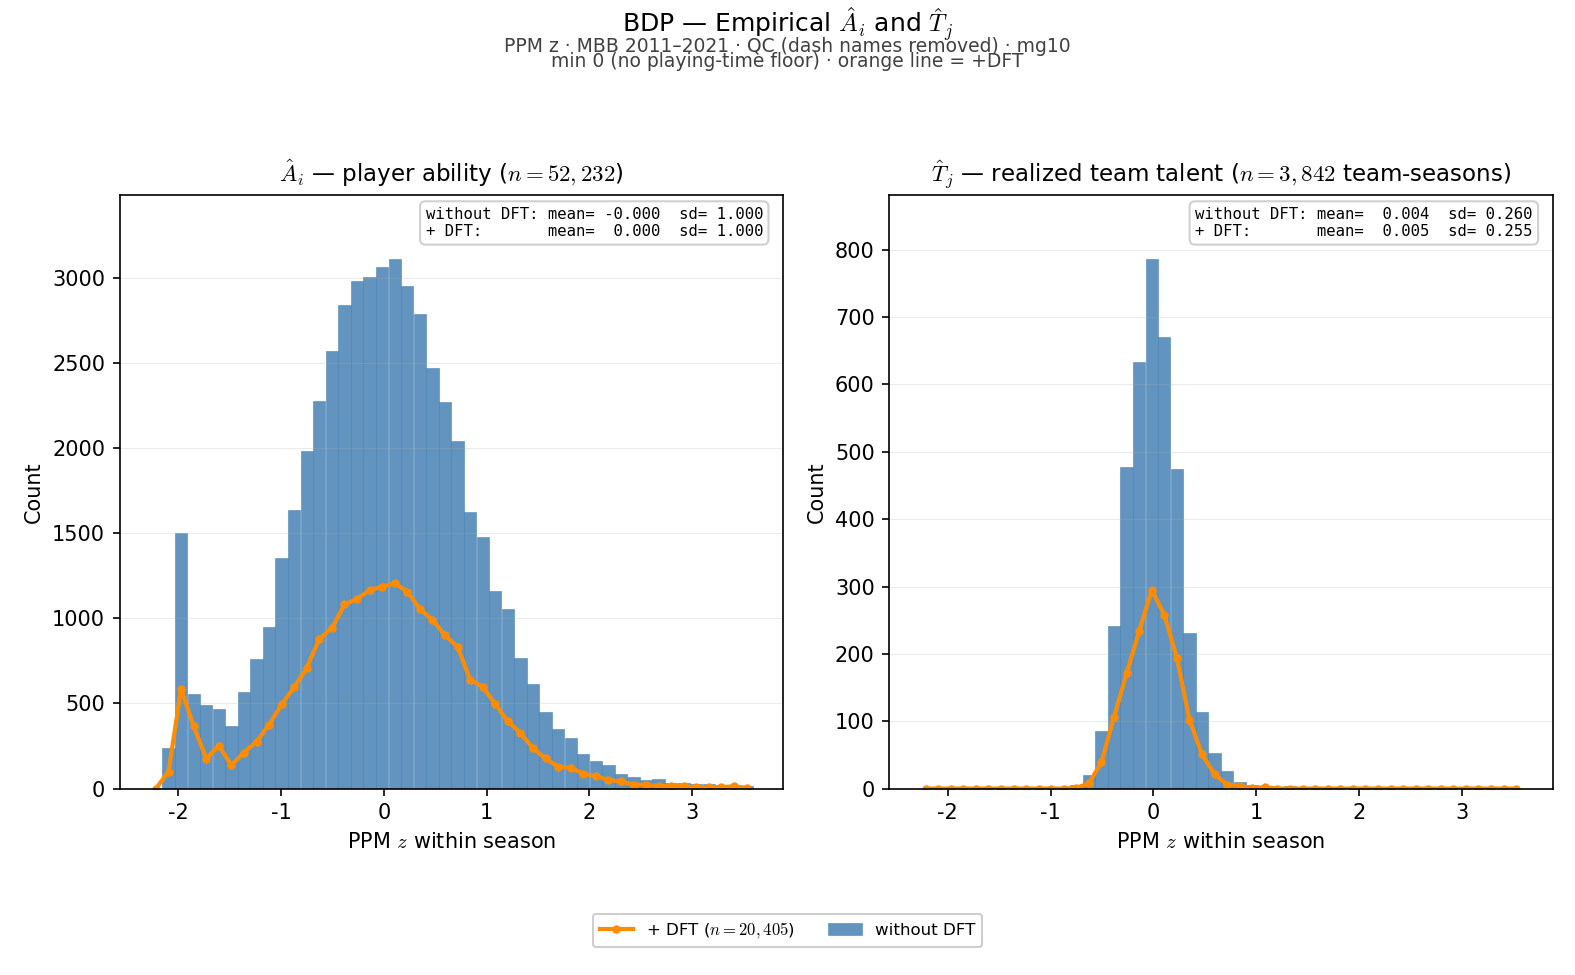 BDP — Empirical Â_i and T̂_j
PPM z · MBB 2011–2021 · QC (dash names removed) · mg10
min 0 (no playing-time floor) · orange line = +DFT
Â_i — player ability (n = 52, 232)
without DFT: mean= -0.000 sd= 1.000
+ DFT: mean= 0.000 sd= 1.000
3000
2500
2000
1500
1000
500
0
Count
-2 -1 0 1 2 3
PPM z within season
T̂_j — realized team talent (n = 3, 842 team-seasons)
without DFT: mean= 0.004 sd= 0.260
+ DFT: mean= 0.005 sd= 0.255
800
700
600
500
400
300
200
100
0
Count
-2 -1 0 1 2 3
PPM z within season
+ DFT (n = 20, 405) without DFT